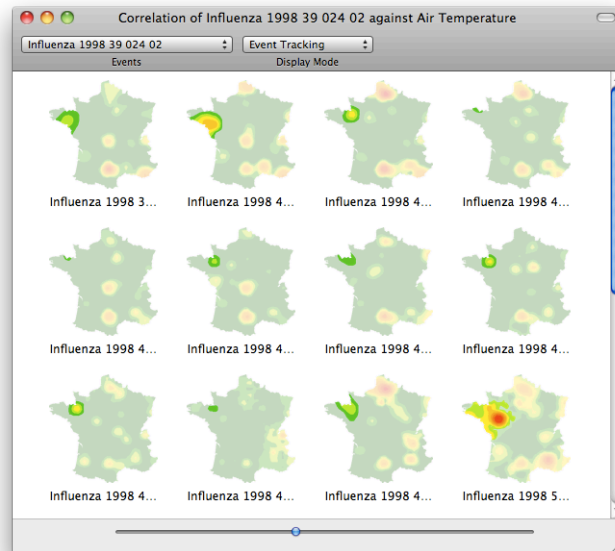 Correlation of Influenza 1998 39 024 02 against Air Temperature
Influenza 1998 39 024 02 Event Tracking
Events Display Mode
Influenza 1998 3... Influenza 1998 4... Influenza 1998 4... Influenza 1998 4...
Influenza 1998 4... Influenza 1998 4... Influenza 1998 4... Influenza 1998 4...
Influenza 1998 4... Influenza 1998 4... Influenza 1998 4... Influenza 1998 5...